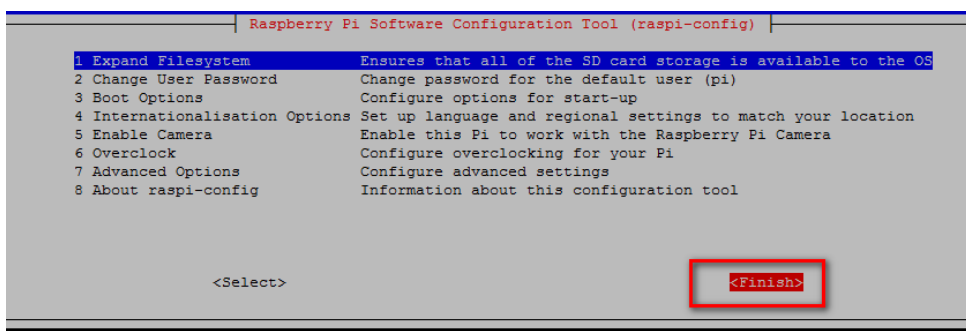 Raspberry Pi Software Configuration Tool (raspi-config)
1 Expand Filesystem Ensures that all of the SD card storage is available to the OS
2 Change User Password Change password for the default user (pi)
3 Boot Options Configure options for start-up
4 Internationalisation Options Set up language and regional settings to match your location
5 Enable Camera Enable this Pi to work with the Raspberry Pi Camera
6 Overclock Configure overclocking for your Pi
7 Advanced Options Configure advanced settings
8 About raspi-config Information about this configuration tool
<Select> <Finish>